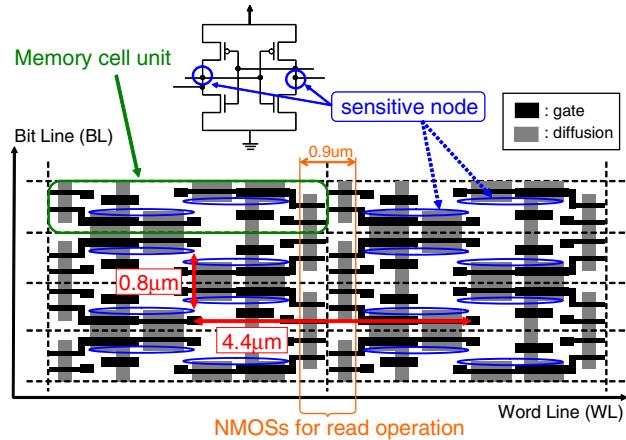 Memory cell unit
sensitive node
: gate
: diffusion
Bit Line (BL)
0.9um
0.8μm
4.4μm
Word Line (WL)
NMOSs for read operation